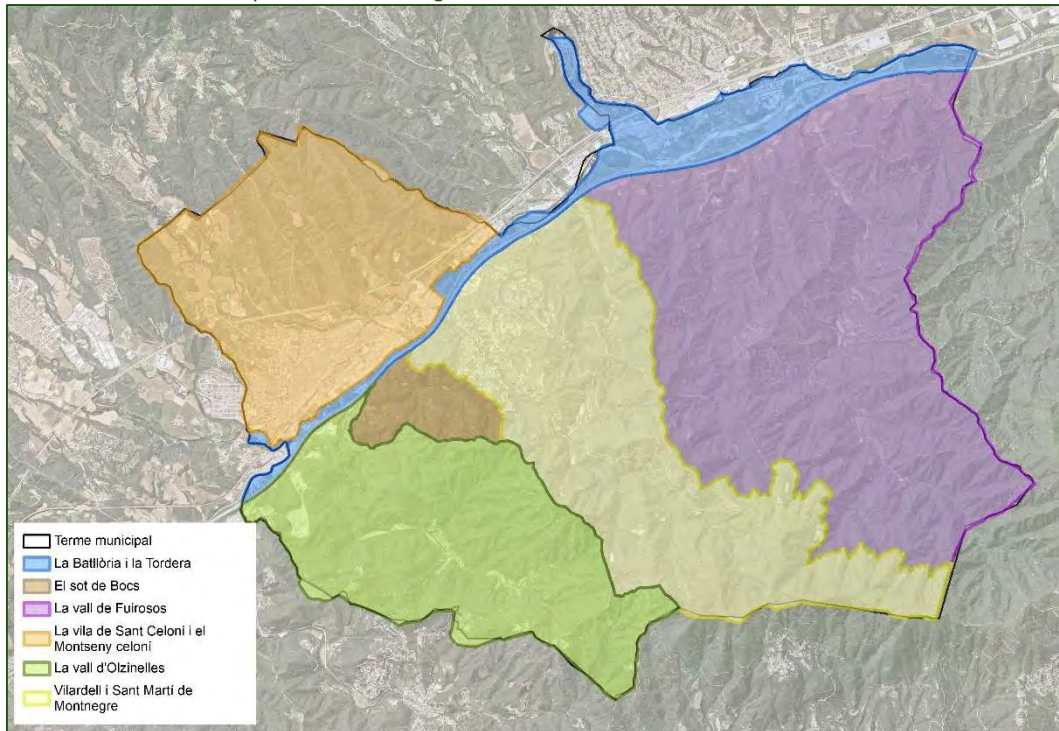 Terme municipal
La Batllòria i la Tordera
El sot de Bocs
La vall de Fuirosos
La vila de Sant Celoni i el
Montseny celoní
La vall d'Olzinelles
Vilardell i Sant Martí de
Montnegre